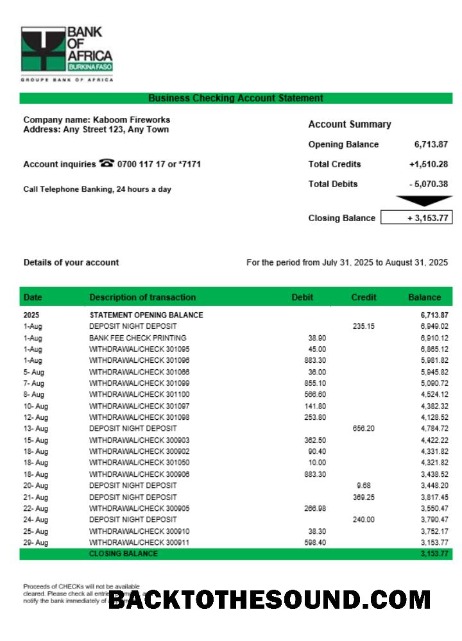 BANK
OF
AFRICA
BURKINA FASO
GROUPE BANK OF AFRICA
Business Checking Account Statement
Company name: Kaboom Fireworks
Address: Any Street 123, Any Town
Account inquiries ☎ 0700 117 17 or *7171
Call Telephone Banking, 24 hours a day
Account Summary
Opening Balance 6,713.87
Total Credits +1,510.28
Total Debits - 5,070.38
Closing Balance + 3,153.77
Details of your account For the period from July 31, 2025 to August 31, 2025
Date Description of transaction Debit Credit Balance
2025 STATEMENT OPENING BALANCE 6,713.87
1-Aug DEPOSIT NIGHT DEPOSIT 235.15 6,949.02
1-Aug BANK FEE CHECK PRINTING 38.90 6,910.12
1-Aug WITHDRAWAL/CHECK 301095 45.00 6,865.12
1-Aug WITHDRAWAL/CHECK 301096 883.30 5,981.82
5- Aug WITHDRAWAL/CHECK 301066 36.00 5,945.82
7- Aug WITHDRAWAL/CHECK 301099 855.10 5,090.72
8- Aug WITHDRAWAL/CHECK 301100 566.60 4,524.12
10- Aug WITHDRAWAL/CHECK 301097 141.80 4,382.32
12- Aug WITHDRAWAL/CHECK 301098 253.80 4,128.52
13- Aug DEPOSIT NIGHT DEPOSIT 656.20 4,784.72
15- Aug WITHDRAWAL/CHECK 300903 362.50 4,422.22
18- Aug WITHDRAWAL/CHECK 300902 90.40 4,331.82
18- Aug WITHDRAWAL/CHECK 301050 10.00 4,321.82
18- Aug WITHDRAWAL/CHECK 300906 883.30 3,438.52
20- Aug DEPOSIT NIGHT DEPOSIT 9.68 3,448.20
21- Aug DEPOSIT NIGHT DEPOSIT 369.25 3,817.45
22- Aug WITHDRAWAL/CHECK 300905 266.98 3,550.47
24- Aug DEPOSIT NIGHT DEPOSIT 240.00 3,790.47
25- Aug WITHDRAWAL/CHECK 300910 38.30 3,752.17
29- Aug WITHDRAWAL/CHECK 300911 598.40 3,153.77
CLOSING BALANCE 3,153.77
Proceeds of CHECKs will not be available
cleared. Please check all
notify the bank immediately of
BACKTOTHESOUND.COM